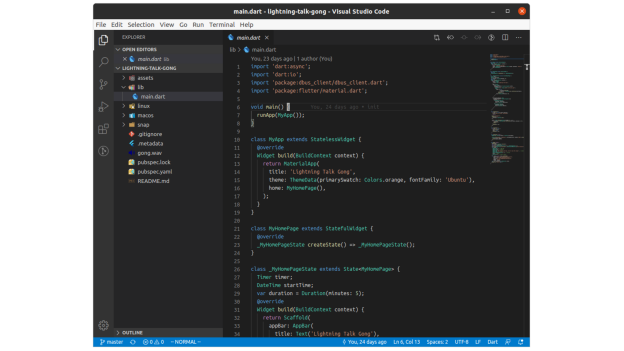 main.dart - lightning-talk-gong - Visual Studio Code
File Edit Selection View Go Run Terminal Help
EXPLORER
main.dart
OPEN EDITORS
main.dart lib
LIGHTNING-TALK-GONG
assets
lib
main.dart
linux
macos
snap
.gitignore
.metadata
gong.wav
pubspec.lock
pubspec.yaml
README.md
OUTLINE
lib > main.dart
You, 23 days ago | 1 author (You)
1 import 'dart:async';
2 import 'dart:io';
3 import 'package:dbus_client/dbus_client.dart';
4 import 'package:flutter/material.dart';
5
6 void main() { You, 24 days ago • init
7 runApp(MyApp());
8 }
9
10 class MyApp extends StatelessWidget {
11 @override
12 Widget build(BuildContext context) {
13 return MaterialApp(
14 title: 'Lightning Talk Gong',
15 theme: ThemeData(primarySwatch: Colors.orange, fontFamily: 'Ubuntu'),
16 home: MyHomePage(),
17 );
18 }
19 }
20
21 class MyHomePage extends StatefulWidget {
22 @override
23 _MyHomePageState createState() => _MyHomePageState();
24 }
25
26 class _MyHomePageState extends State<MyHomePage> {
27 Timer timer;
28 DateTime startTime;
29 var duration = Duration(minutes: 5);
30 @override
31 Widget build(BuildContext context) {
32 return Scaffold(
33 appBar: AppBar(
34 title: Text('Lightning Talk Gong'),
master 0 0 --NORMAL-- You, 24 days ago Ln 6, Col 13 Spaces: 2 UTF-8 LF Dart